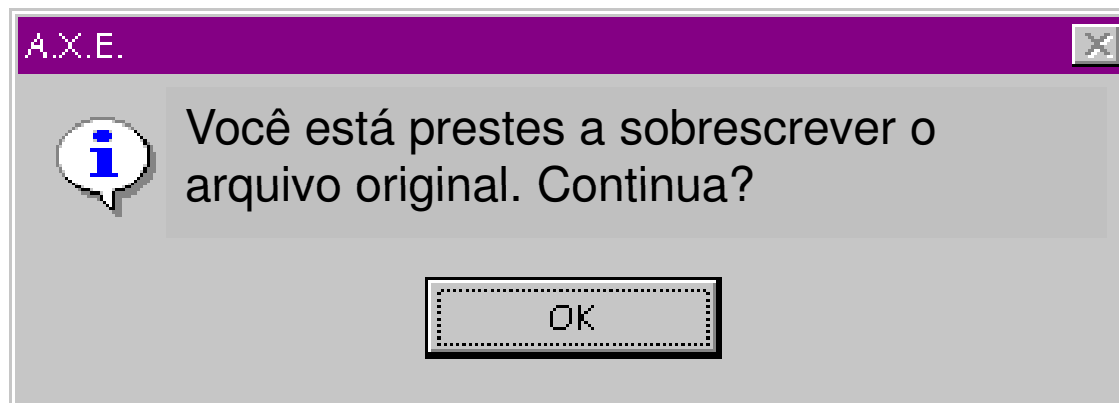 A.X.E.
Você está prestes a sobrescrever o
arquivo original. Continua?
OK